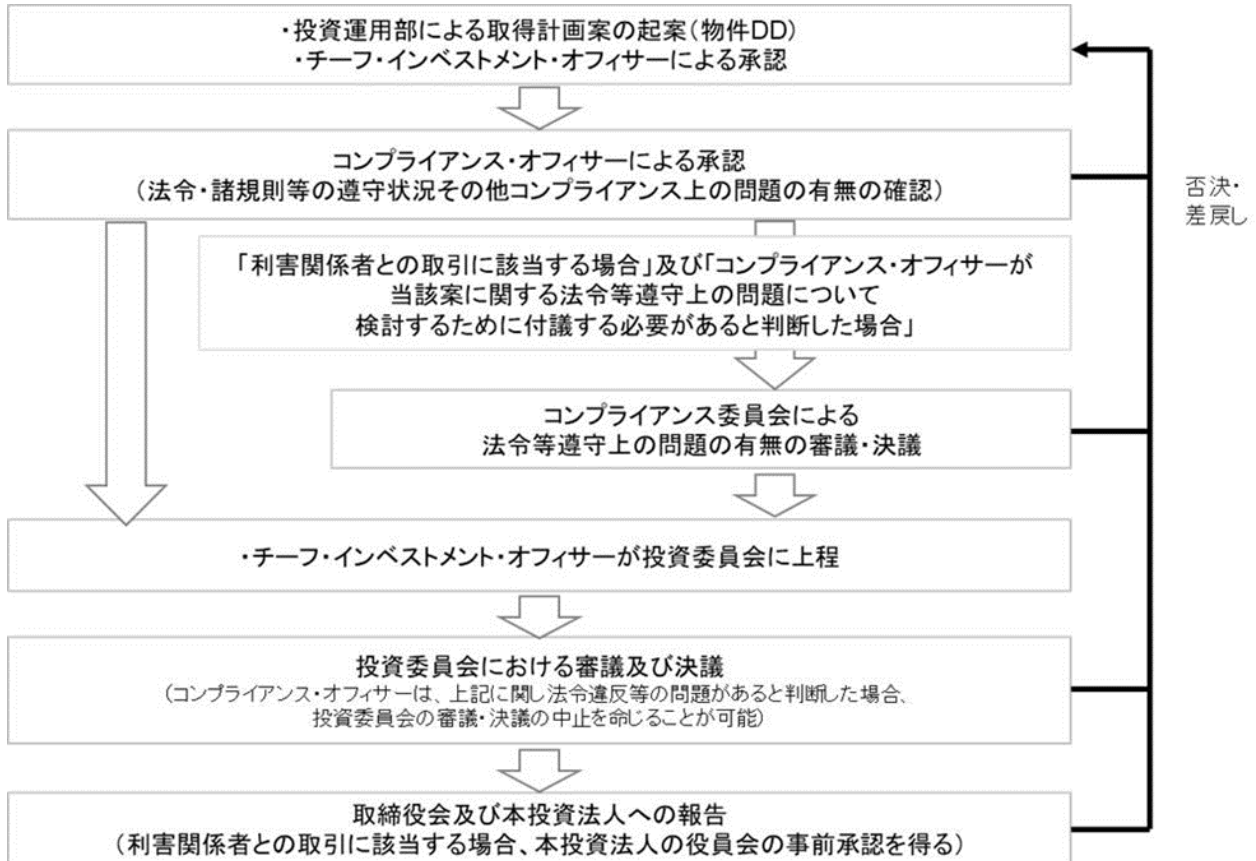 ・投資運用部による取得計画案の起案(物件DD)
・チーフ・インベストメント・オフィサーによる承認
コンプライアンス・オフィサーによる承認
(法令・諸規則等の遵守状況その他コンプライアンス上の問題の有無の確認)
否決・
差戻し
「利害関係者との取引に該当する場合」及び「コンプライアンス・オフィサーが
当該案に関する法令等遵守上の問題について
検討するために付議する必要があると判断した場合」
コンプライアンス委員会による
法令等遵守上の問題の有無の審議・決議
・チーフ・インベストメント・オフィサーが投資委員会に上程
投資委員会における審議及び決議
(コンプライアンス・オフィサーは、上記に関し法令違反等の問題があると判断した場合、
投資委員会の審議・決議の中止を命じることが可能)
取締役会及び本投資法人への報告
(利害関係者との取引に該当する場合、本投資法人の役員会の事前承認を得る)